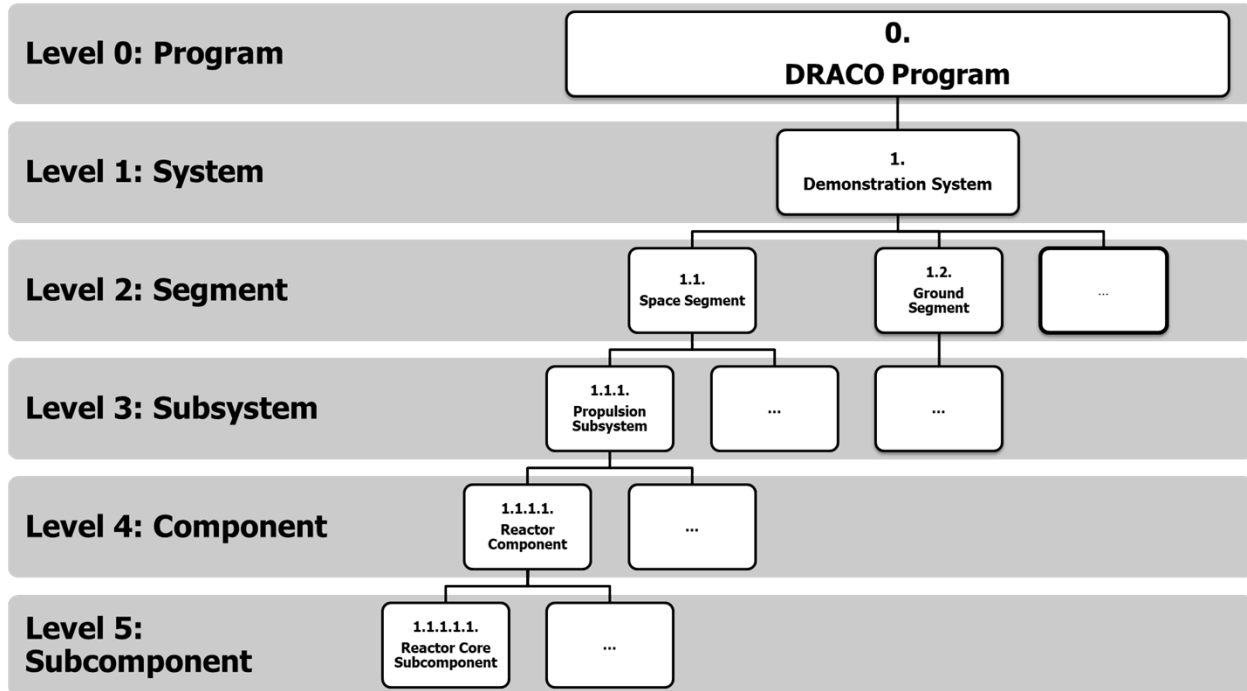 Level 0: Program
0.
DRACO Program
Level 1: System
1.
Demonstration System
Level 2: Segment
1.1.
Space Segment
1.2.
Ground
Segment
...
Level 3: Subsystem
1.1.1.
Propulsion
Subsystem
...
...
Level 4: Component
1.1.1.1.
Reactor
Component
...
Level 5:
Subcomponent
1.1.1.1.1.
Reactor Core
Subcomponent
...